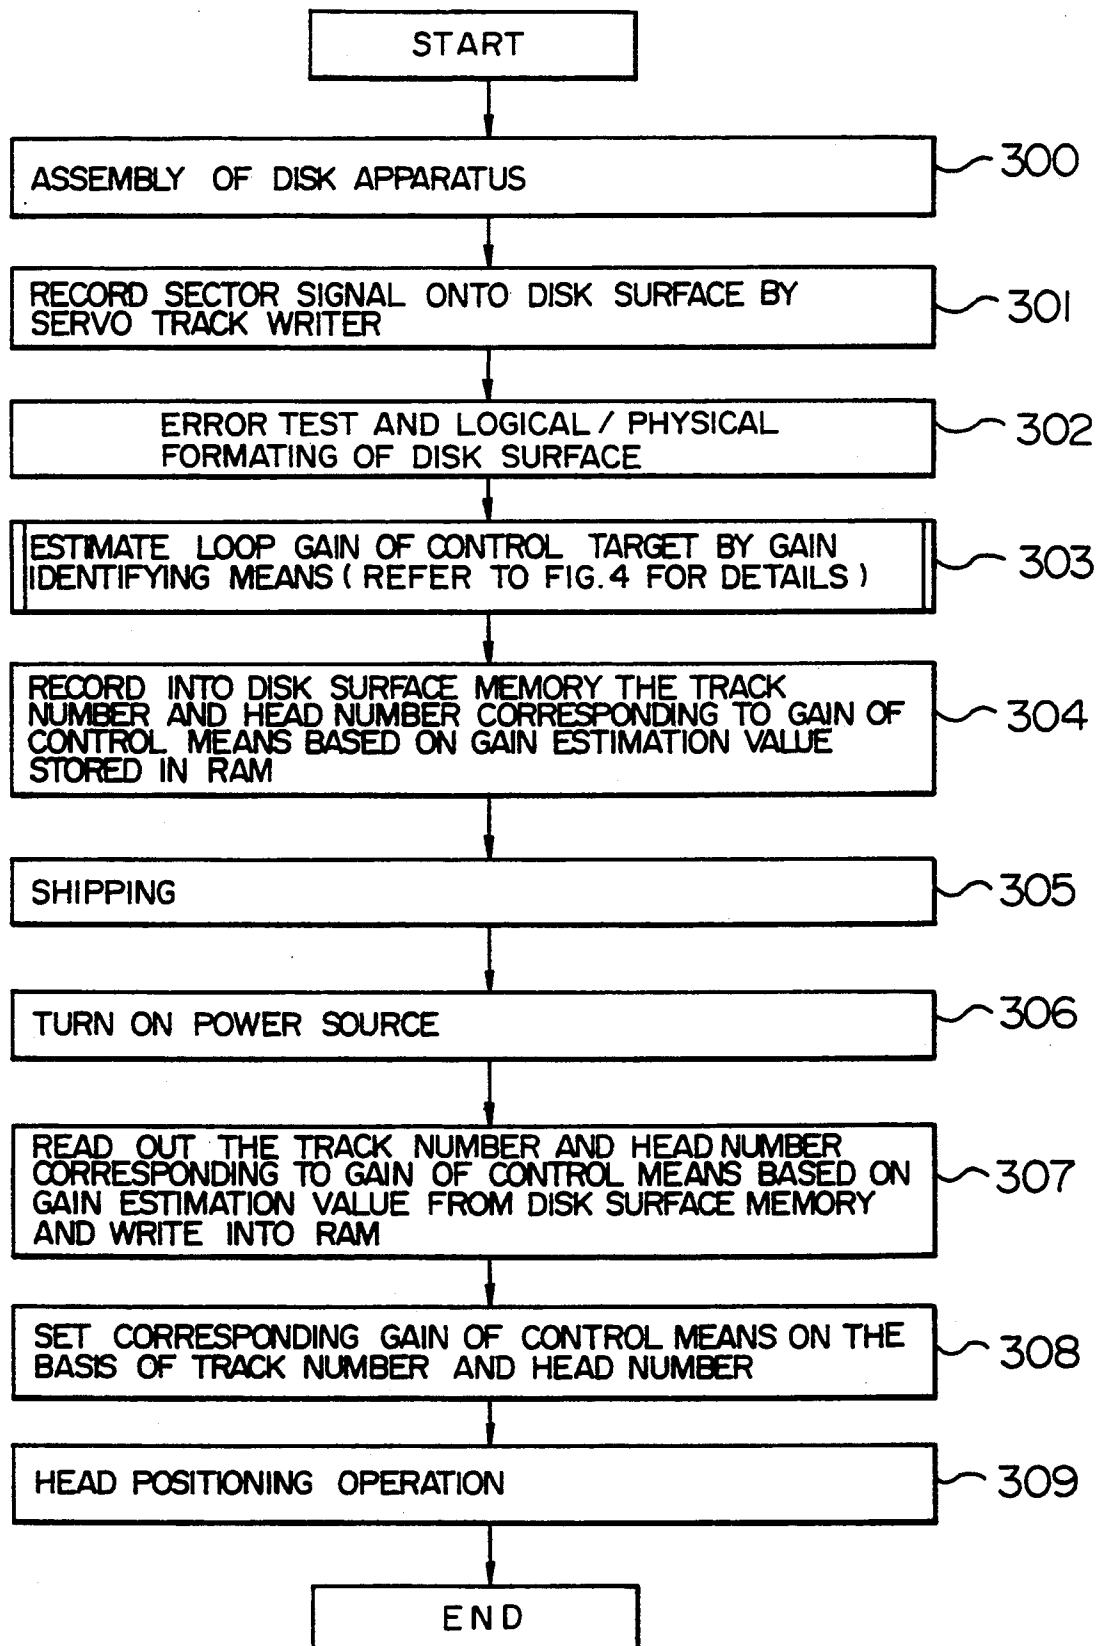 START
ASSEMBLY OF DISK APPARATUS
300
RECORD SECTOR SIGNAL ONTO DISK SURFACE BY
SERVO TRACK WRITER
301
ERROR TEST AND LOGICAL / PHYSICAL
FORMATING OF DISK SURFACE
302
ESTIMATE LOOP GAIN OF CONTROL TARGET BY GAIN
IDENTIFYING MEANS ( REFER TO FIG. 4 FOR DETAILS )
303
RECORD INTO DISK SURFACE MEMORY THE TRACK
NUMBER AND HEAD NUMBER CORRESPONDING TO GAIN OF
CONTROL MEANS BASED ON GAIN ESTIMATION VALUE
STORED IN RAM
304
SHIPPING
305
TURN ON POWER SOURCE
306
READ OUT THE TRACK NUMBER AND HEAD NUMBER
CORRESPONDING TO GAIN OF CONTROL MEANS BASED ON
GAIN ESTIMATION VALUE FROM DISK SURFACE MEMORY
AND WRITE INTO RAM
307
SET CORRESPONDING GAIN OF CONTROL MEANS ON THE
BASIS OF TRACK NUMBER AND HEAD NUMBER
308
HEAD POSITIONING OPERATION
309
END